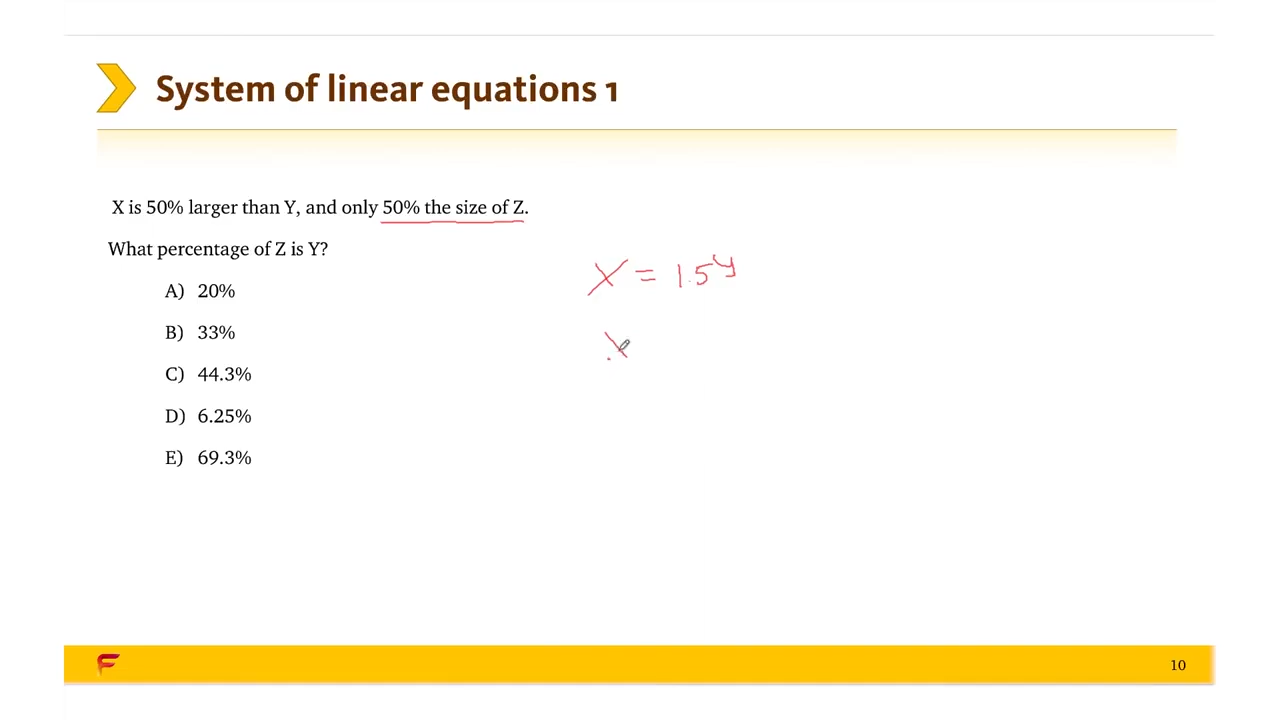 System of linear equations 1
X is 50% larger than Y, and only 50% the size of Z.
What percentage of Z is Y?
X = 1.5y
A) 20%
B) 33%
X
C) 44.3%
D) 6.25%
E) 69.3%
F
10